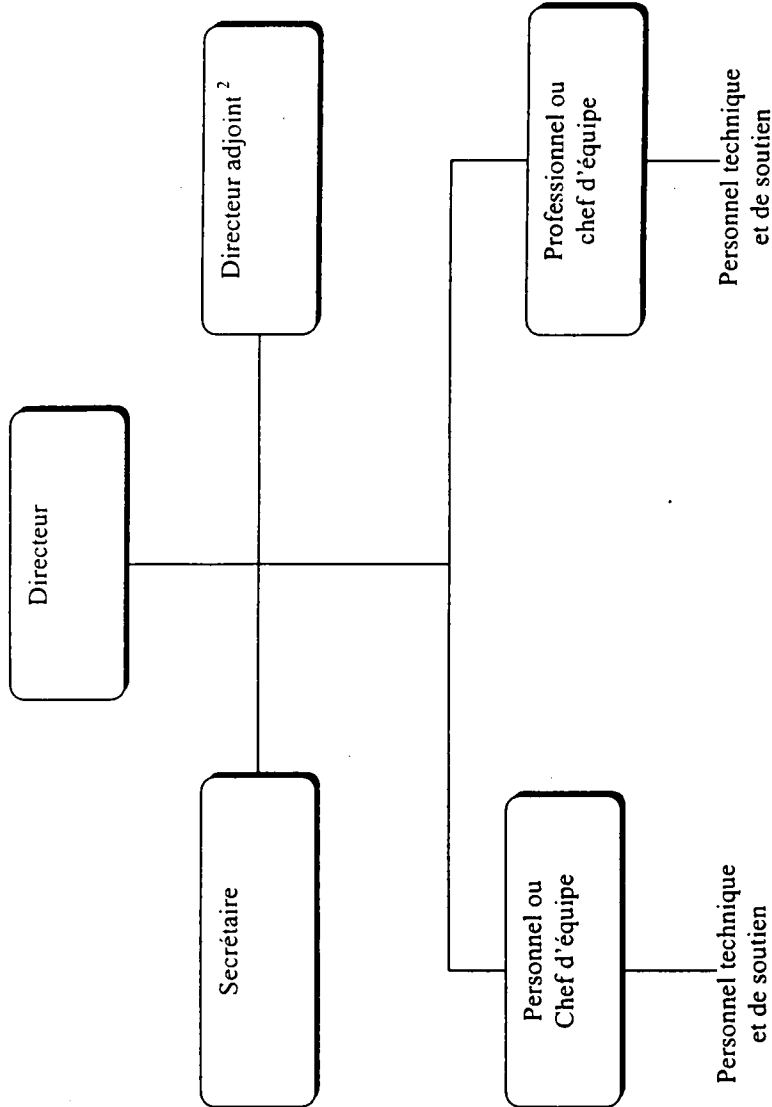 Directeur
Secrétaire
Directeur adjoint ²
Personnel ou
Chef d'équipe
Professionnel ou
chef d'équipe
Personnel technique
et de soutien
Personnel technique
et de soutien